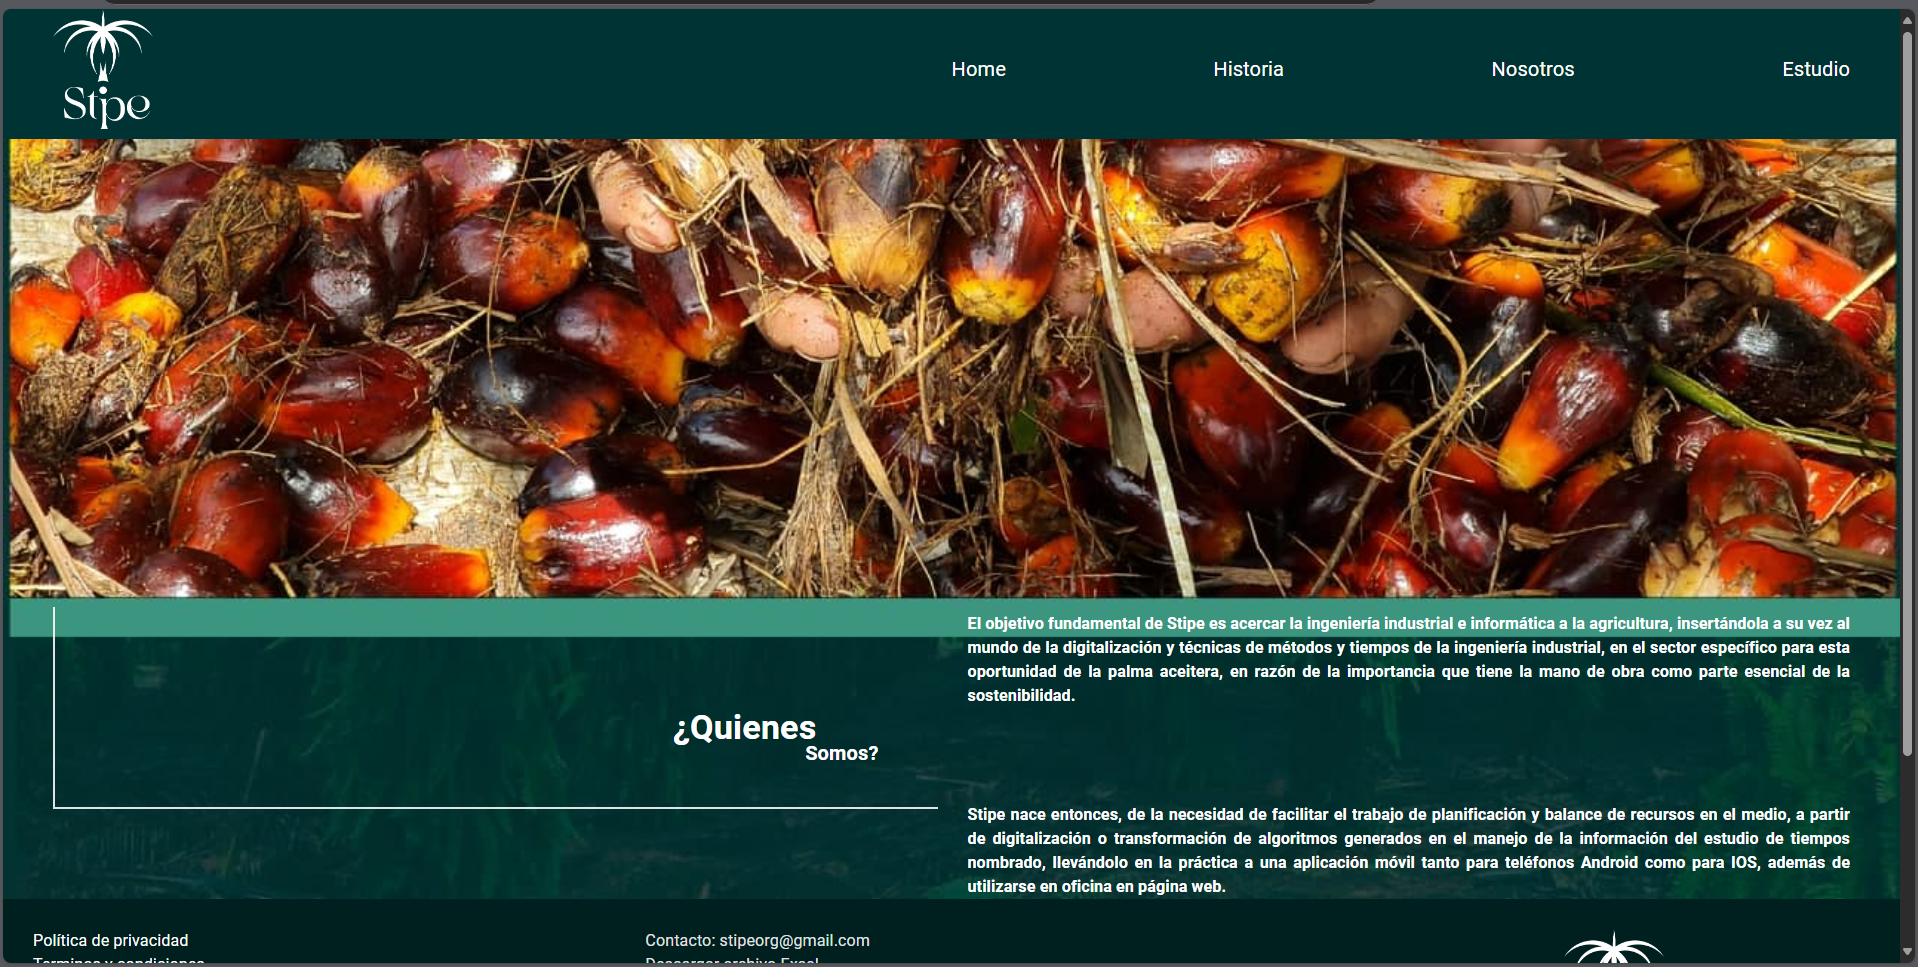 Stipe
Home
Historia
Nosotros
Estudio
El objetivo fundamental de Stipe es acercar la ingeniería industrial e informática a la agricultura, insertándola a su vez al
mundo de la digitalización y técnicas de métodos y tiempos de la ingeniería industrial, en el sector específico para esta
oportunidad de la palma aceitera, en razón de la importancia que tiene la mano de obra como parte esencial de la
sostenibilidad.
¿Quienes
Somos?
Stipe nace entonces, de la necesidad de facilitar el trabajo de planificación y balance de recursos en el medio, a partir
de digitalización o transformación de algoritmos generados en el manejo de la información del estudio de tiempos
nombrado, llevándolo en la práctica a una aplicación móvil tanto para teléfonos Android como para IOS, además de
utilizarse en oficina en página web.
Política de privacidad
Contacto: stipeorg@gmail.com
Terminos y condiciones
Descargar archivo Excel